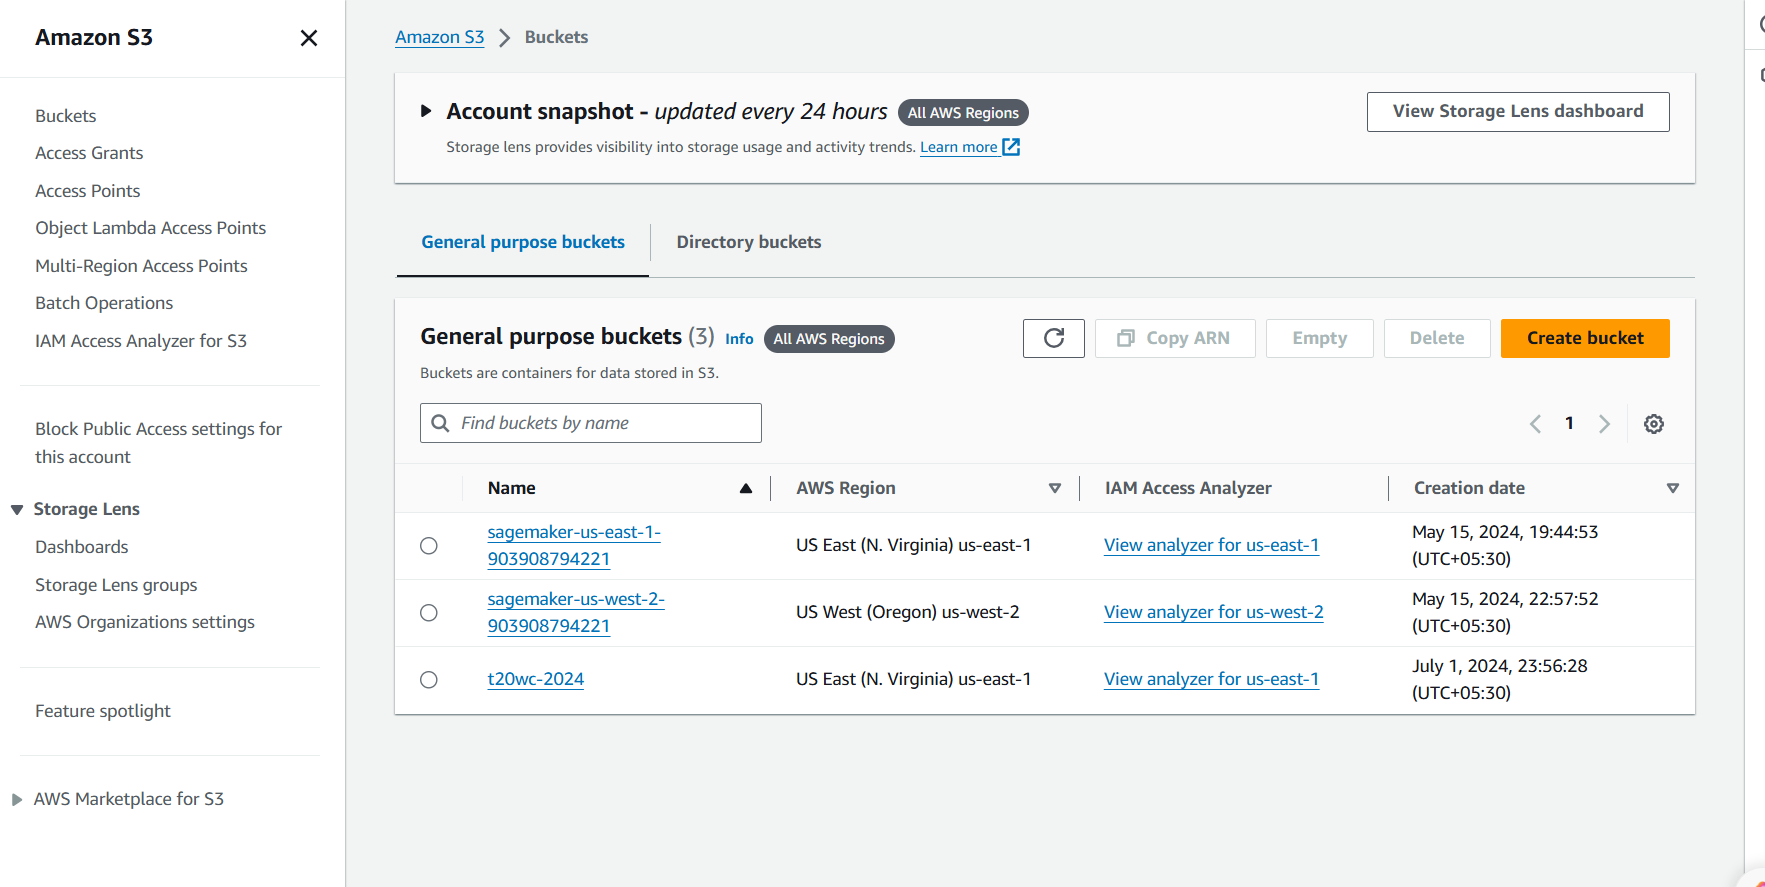 Amazon S3
Buckets
Access Grants
Access Points
Object Lambda Access Points
Multi-Region Access Points
Batch Operations
IAM Access Analyzer for S3
Block Public Access settings for
this account
Storage Lens
Dashboards
Storage Lens groups
AWS Organizations settings
Feature spotlight
AWS Marketplace for S3
Amazon S3 Buckets
Account snapshot - updated every 24 hours All AWS Regions View Storage Lens dashboard
Storage lens provides visibility into storage usage and activity trends. Learn more
General purpose buckets Directory buckets
General purpose buckets (3) Info All AWS Regions Copy ARN Empty Delete Create bucket
Buckets are containers for data stored in S3.
Find buckets by name 1
Name AWS Region IAM Access Analyzer Creation date
sagemaker-us-east-1-
903908794221 US East (N. Virginia) us-east-1 View analyzer for us-east-1 May 15, 2024, 19:44:53
(UTC+05:30)
sagemaker-us-west-2-
903908794221 US West (Oregon) us-west-2 View analyzer for us-west-2 May 15, 2024, 22:57:52
(UTC+05:30)
t20wc-2024 US East (N. Virginia) us-east-1 View analyzer for us-east-1 July 1, 2024, 23:56:28
(UTC+05:30)